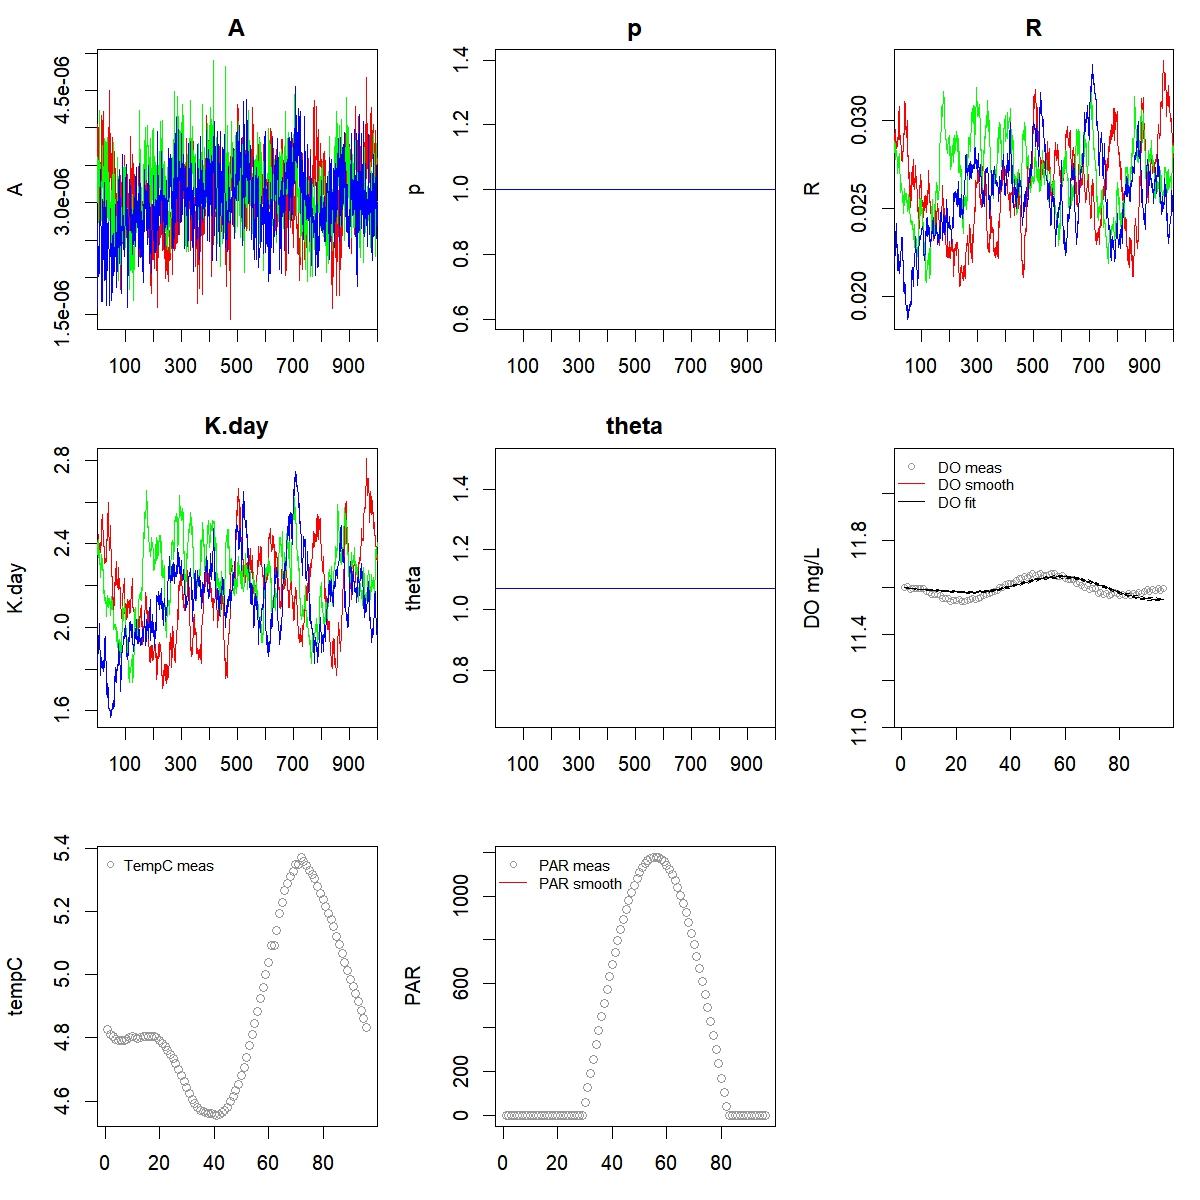 A
A
1.5e-06 3.0e-06 4.5e-06
100 300 500 700 900
p
p
0.6 0.8 1.0 1.2 1.4
100 300 500 700 900
R
R
0.020 0.025 0.030
100 300 500 700 900
K.day
K.day
1.6 2.0 2.4 2.8
100 300 500 700 900
theta
theta
0.8 1.0 1.2 1.4
100 300 500 700 900
DO mg/L
11.0 11.4 11.8
DO meas
DO smooth
DO fit
0 20 40 60 80
tempC
4.6 4.8 5.0 5.2 5.4
TempC meas
0 20 40 60 80
PAR
0 200 600 1000
PAR meas
PAR smooth
0 20 40 60 80